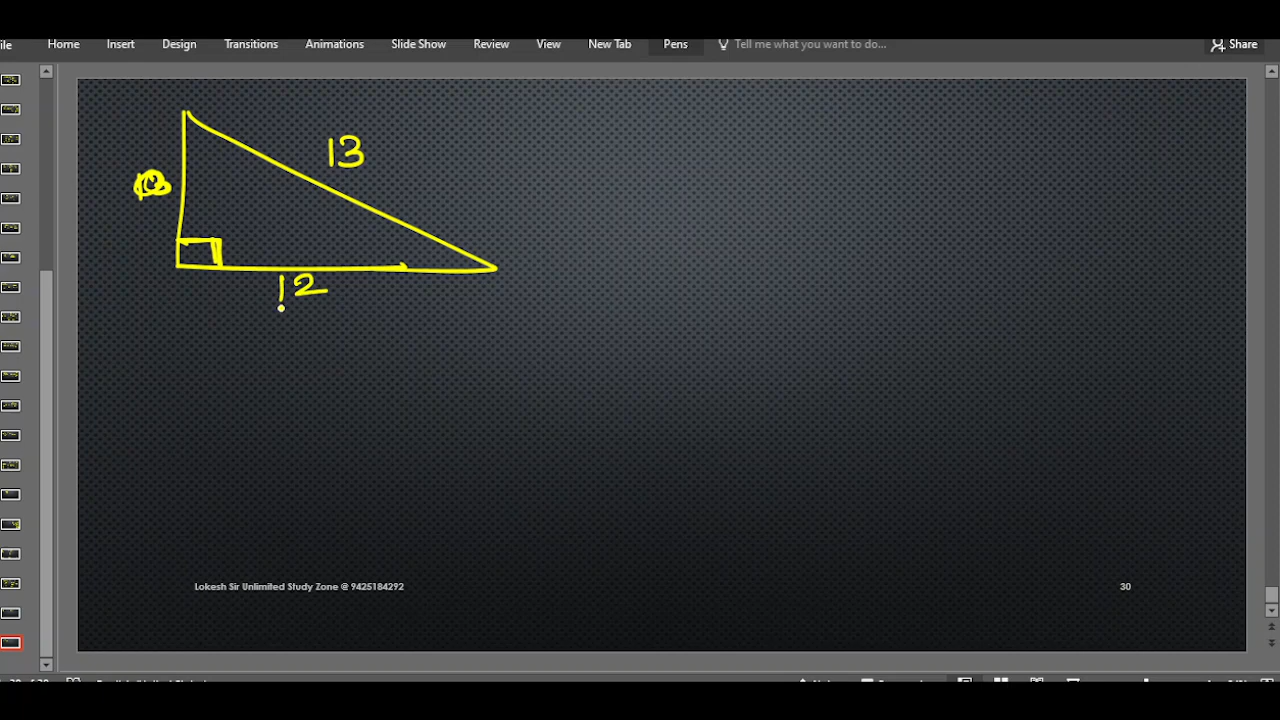 ile Home Insert Design Transitions Animations Slide Show Review View New Tab Pens Tell me what you want to do... Share
13
12
Lokesh Sir Unlimited Study Zone @ 9425184292 30